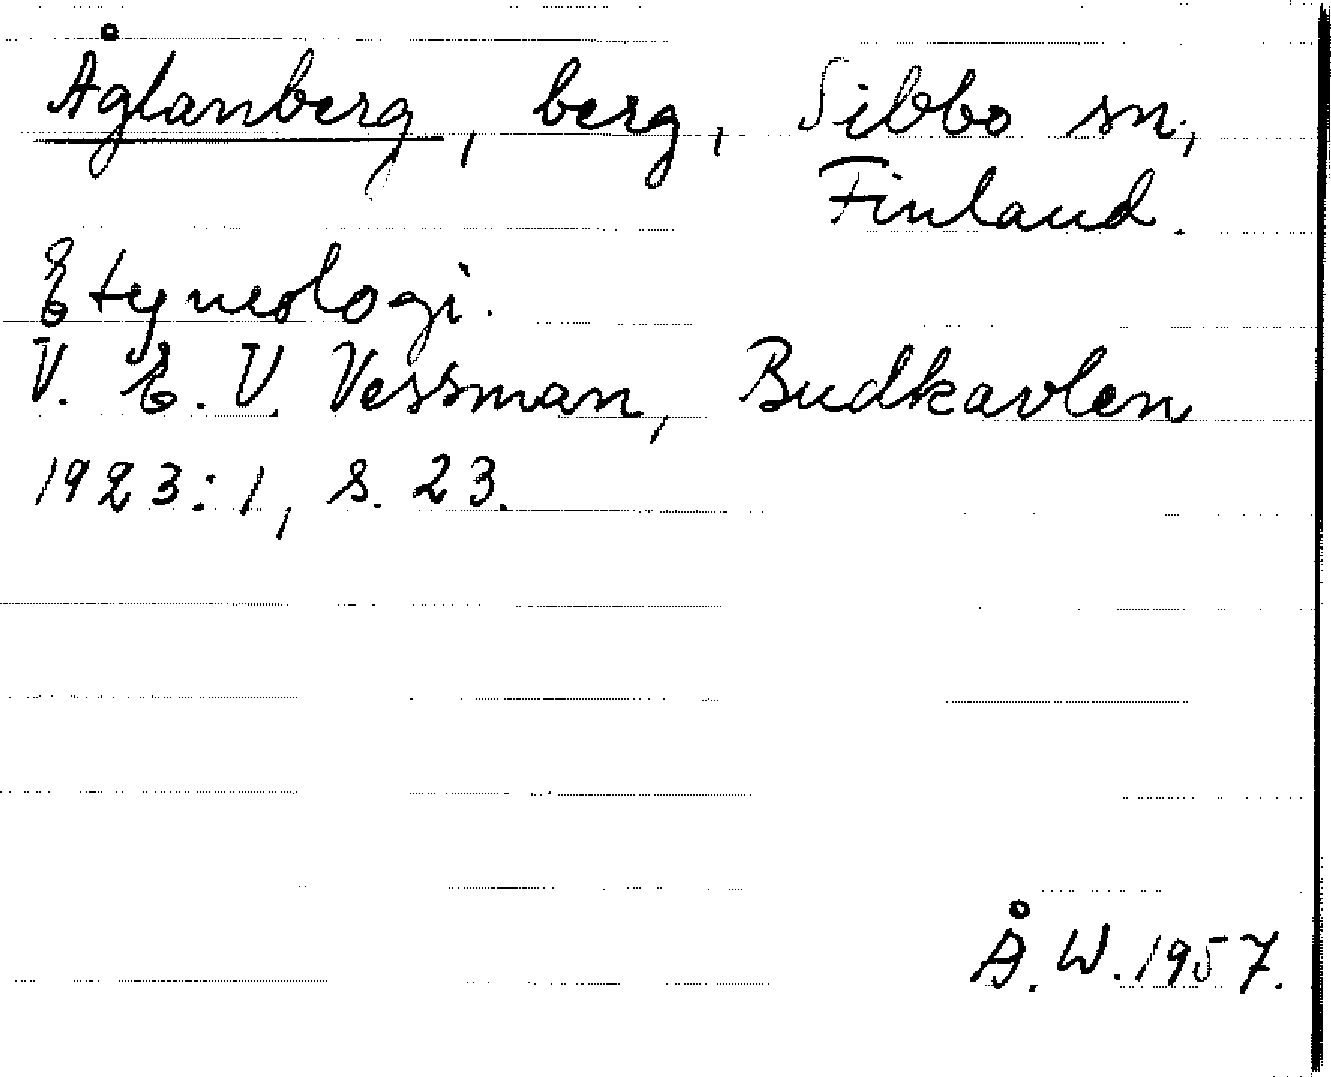 Åglanberg, berg, Sibbo sn,
Finland.
Etymologi.
V. E. V. Vessman, Budkavlen
1923:1, s. 23.
Å. W. 1957.